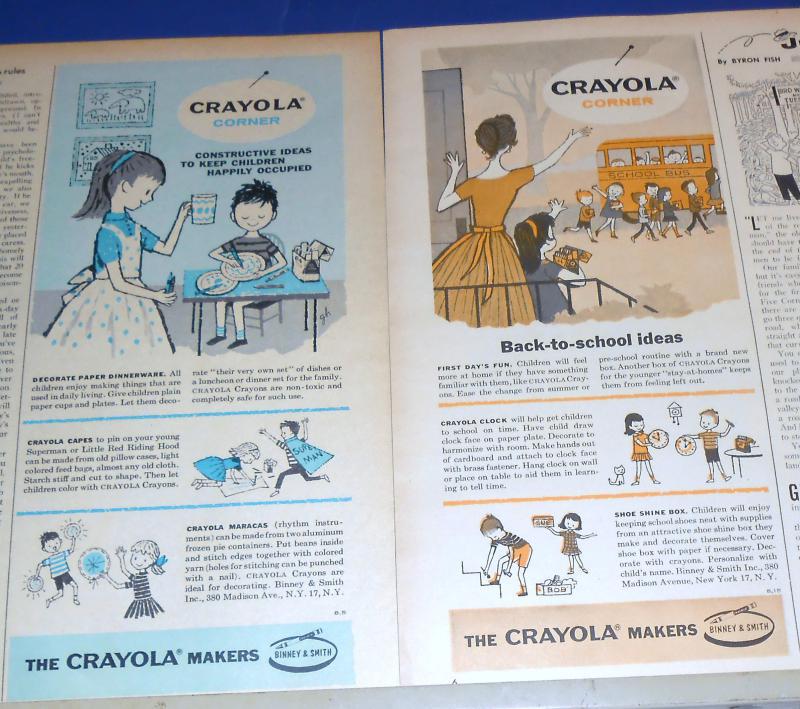 rules
CRAYOLA®
CORNER
CONSTRUCTIVE IDEAS
TO KEEP CHILDREN
HAPPILY OCCUPIED
gh
DECORATE PAPER DINNERWARE. All
children enjoy making things that are
used in daily living. Give children plain
paper cups and plates. Let them deco-
rate "their very own set" of dishes or
a luncheon or dinner set for the family.
CRAYOLA Crayons are non-toxic and
completely safe for such use.
CRAYOLA CAPES to pin on your young
Superman or Little Red Riding Hood
can be made from old pillow cases, light
colored feed bags, almost any old cloth.
Starch stiff and cut to shape. Then let
children color with CRAYOLA Crayons.
SUPER
MAN
CRAYOLA MARACAS (rhythm instru-
ments) can be made from two aluminum
frozen pie containers. Put beans inside
and stitch edges together with colored
yarn (holes for stitching can be punched
with a nail). CRAYOLA Crayons are
ideal for decorating. Binney & Smith
Inc., 380 Madison Ave., N.Y. 17, N.Y.
THE CRAYOLA® MAKERS
BINNEY & SMITH
CRAYOLA®
CORNER
SCHOOL BUS
Back-to-school ideas
FIRST DAY'S FUN. Children will feel
more at home if they have something
familiar with them, like CRAYOLA Cray-
ons. Ease the change from summer or
pre-school routine with a brand new
box. Another box of CRAYOLA Crayons
for the younger "stay-at-homes" keeps
them from feeling left out.
CRAYOLA CLOCK will help get children
to school on time. Have child draw
clock face on paper plate. Decorate to
harmonize with room. Make hands out
of cardboard and attach to clock face
with brass fastener. Hang clock on wall
or place on table to aid them in learn-
ing to tell time.
SUE
BOB
SHOE SHINE BOX. Children will enjoy
keeping school shoes neat with supplies
from an attractive shoe shine box they
make and decorate themselves. Cover
shoe box with paper if necessary. Dec-
orate with crayons. Personalize with
child's name. Binney & Smith Inc., 380
Madison Avenue, New York 17, N.Y.
THE CRAYOLA® MAKERS
BINNEY & SMITH
By BYRON FISH